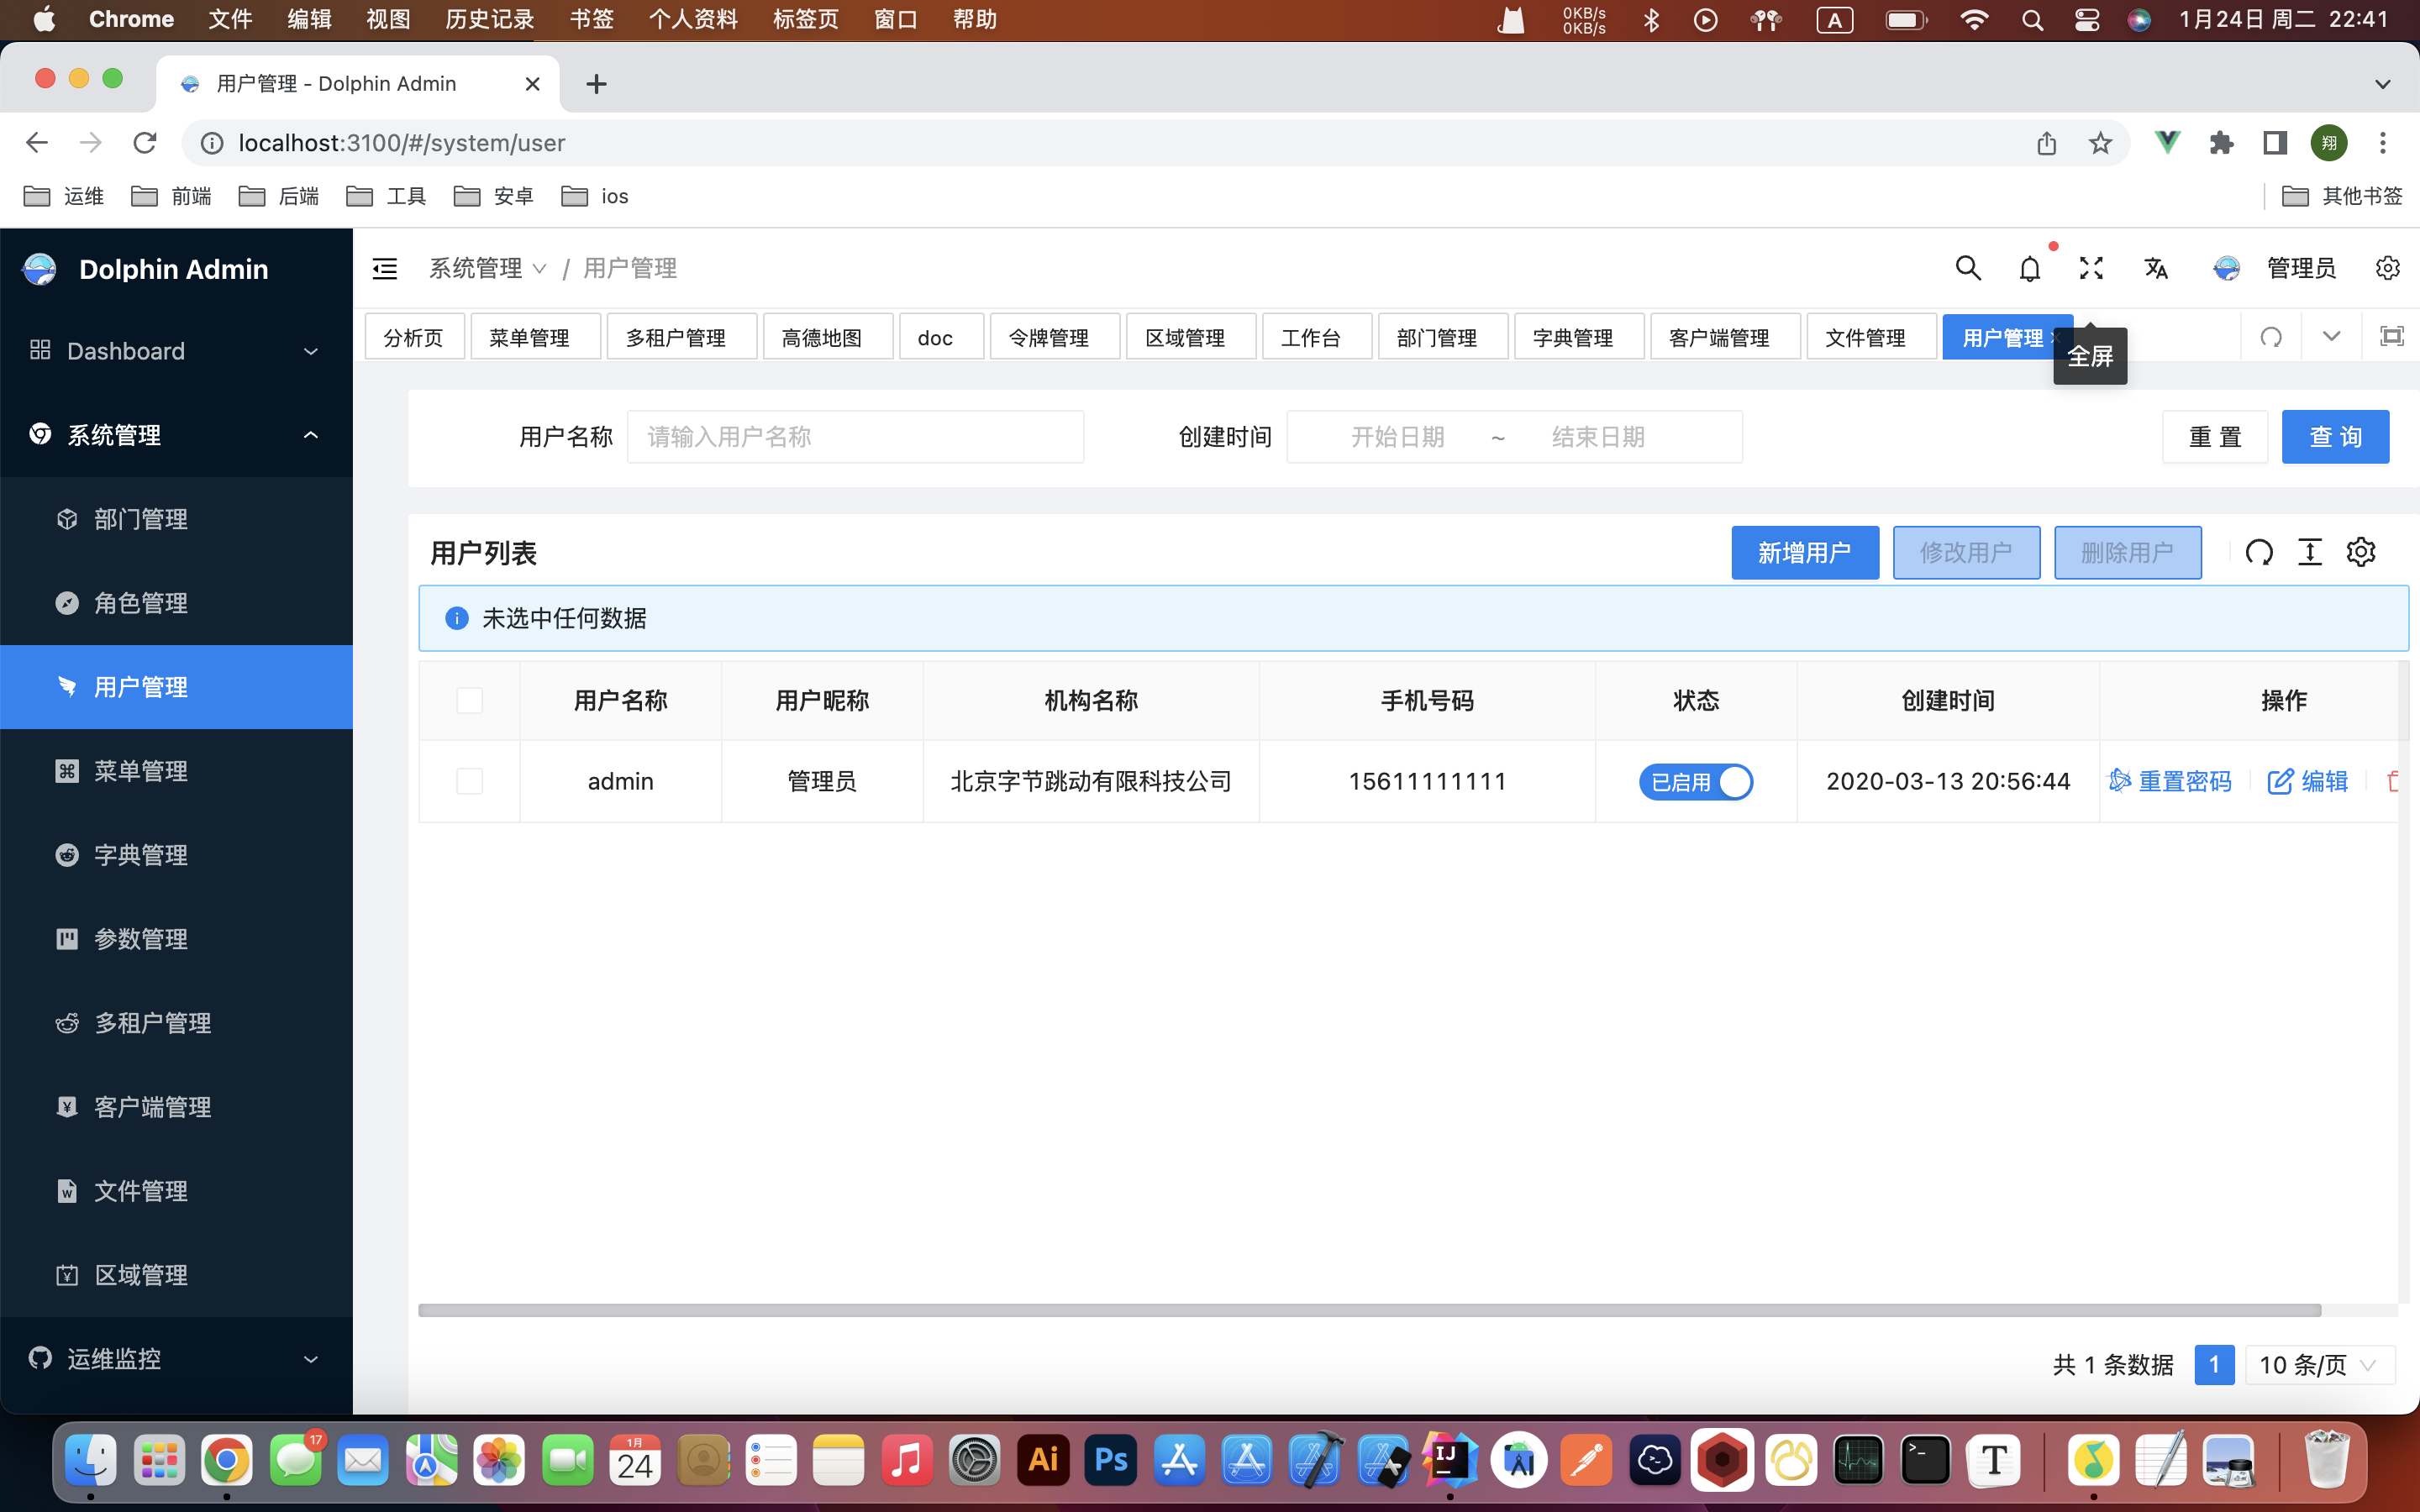 Chrome 文件 编辑 视图 历史记录 书签 个人资料 标签页 窗口 帮助 0KB/s 0KB/s A 1月24日 周二 22:41
用户管理 - Dolphin Admin
localhost:3100/#/system/user 翔
运维 前端 后端 工具 安卓 ios 其他书签
Dolphin Admin
系统管理 / 用户管理
管理员
分析页 菜单管理 多租户管理 高德地图 doc 令牌管理 区域管理 工作台 部门管理 字典管理 客户端管理 文件管理 用户管理
全屏
Dashboard
系统管理
部门管理
角色管理
用户管理
菜单管理
字典管理
参数管理
多租户管理
客户端管理
文件管理
区域管理
运维监控
用户名称 请输入用户名称 创建时间 开始日期 ~ 结束日期 重 置 查 询
用户列表 新增用户 修改用户 删除用户
未选中任何数据
用户名称 用户昵称 机构名称 手机号码 状态 创建时间 操作
admin 管理员 北京字节跳动有限科技公司 15611111111 已启用 2020-03-13 20:56:44 重置密码 编辑
共 1 条数据 1 10 条/页
17
1月
24
Ai
Ps
IJ
T